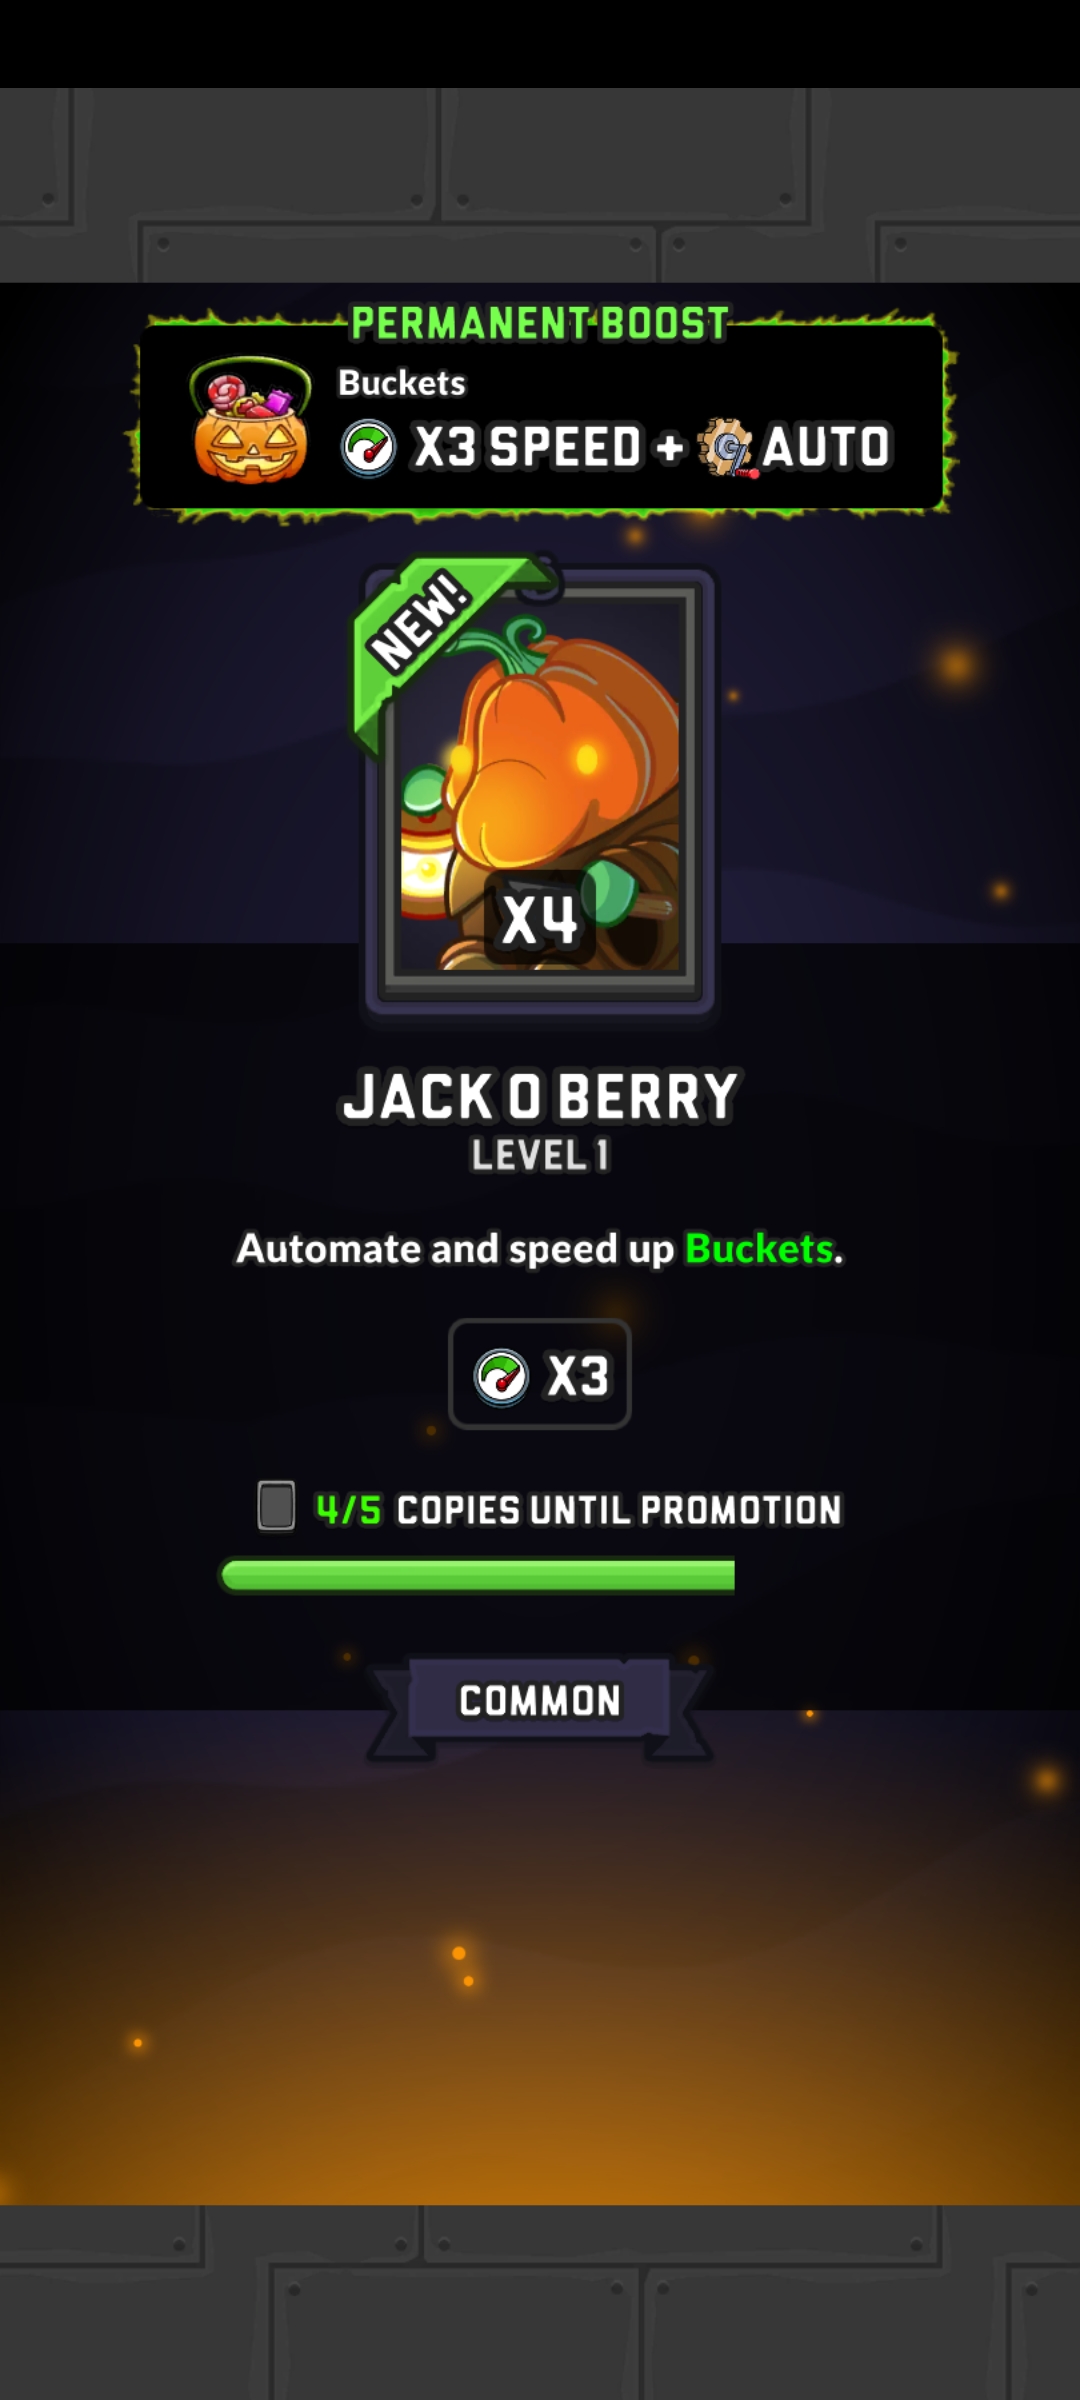 PERMANENT BOOST
Buckets
X3 SPEED + AUTO
NEW!
X4
JACK O BERRY
LEVEL 1
Automate and speed up Buckets.
X3
4/5 COPIES UNTIL PROMOTION
COMMON